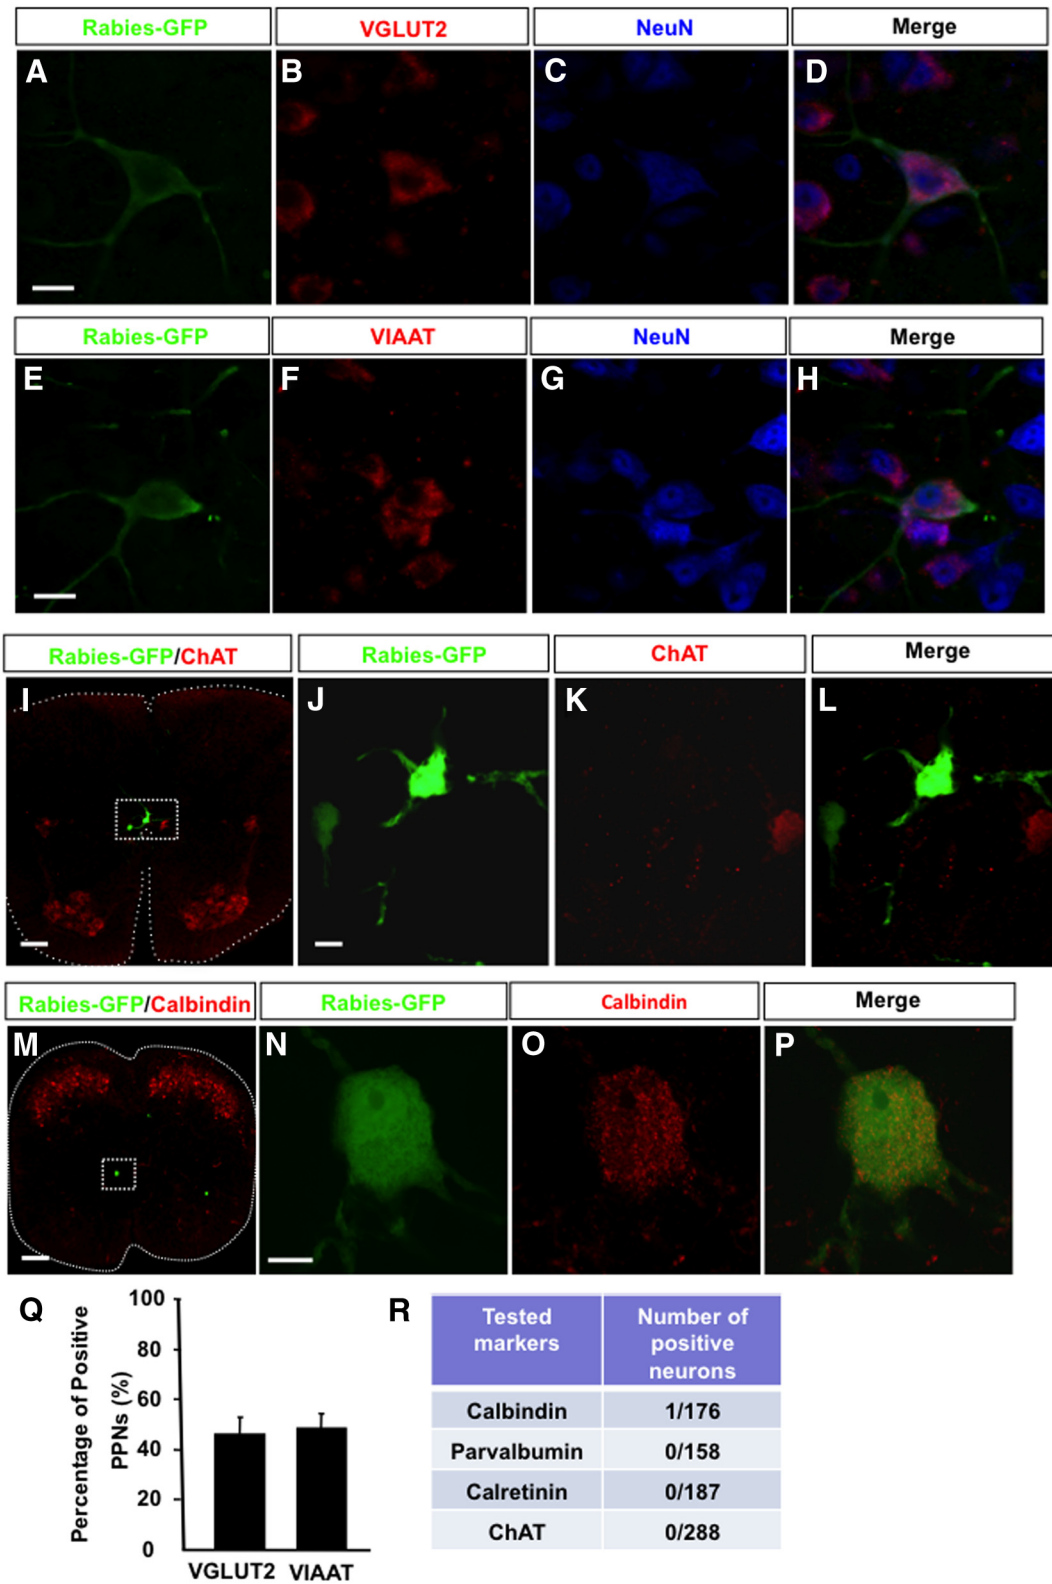 Rabies-GFP VGLUT2 NeuN Merge
A B C D
Rabies-GFP VIAAT NeuN Merge
E F G H
Rabies-GFP/ChAT Rabies-GFP ChAT Merge
I J K L
Rabies-GFP/Calbindin Rabies-GFP Calbindin Merge
M N O P
Q
Percentage of Positive
PPNs (%)
100
80
60
40
20
0
VGLUT2 VIAAT
R
Tested markers Number of positive neurons
Calbindin 1/176
Parvalbumin 0/158
Calretinin 0/187
ChAT 0/288